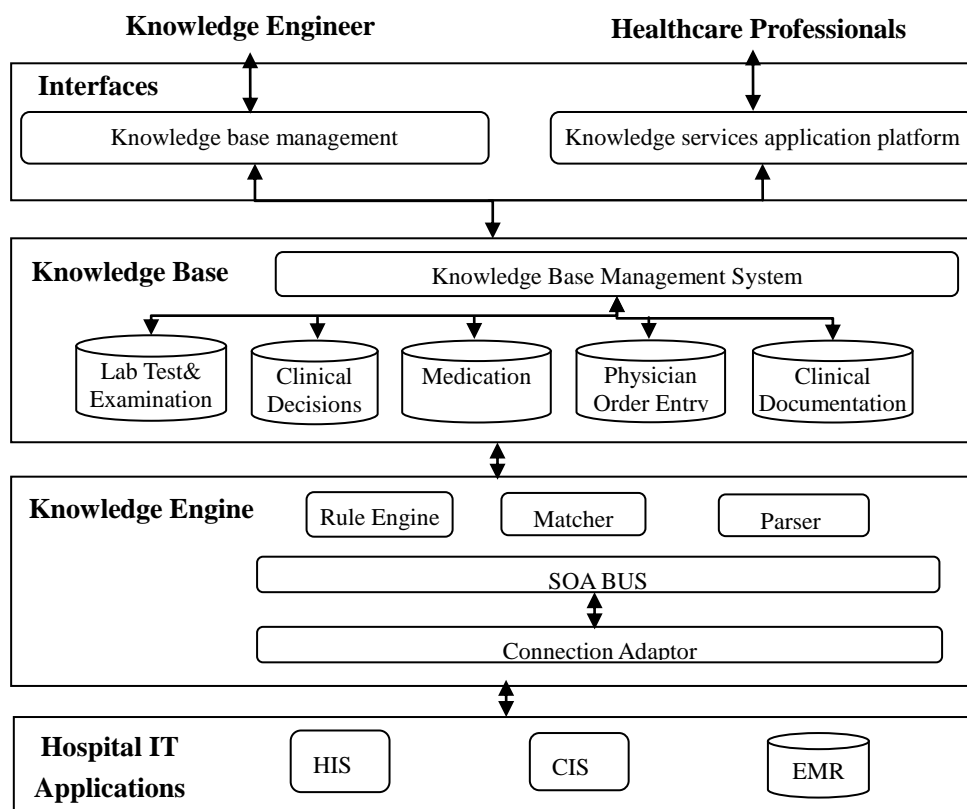 Knowledge Engineer
Healthcare Professionals
Interfaces
Knowledge base management
Knowledge services application platform
Knowledge Base
Knowledge Base Management System
Lab Test&
Examination
Clinical
Decisions
Medication
Physician
Order Entry
Clinical
Documentation
Knowledge Engine
Rule Engine
Matcher
Parser
SOA BUS
Connection Adaptor
Hospital IT
Applications
HIS
CIS
EMR